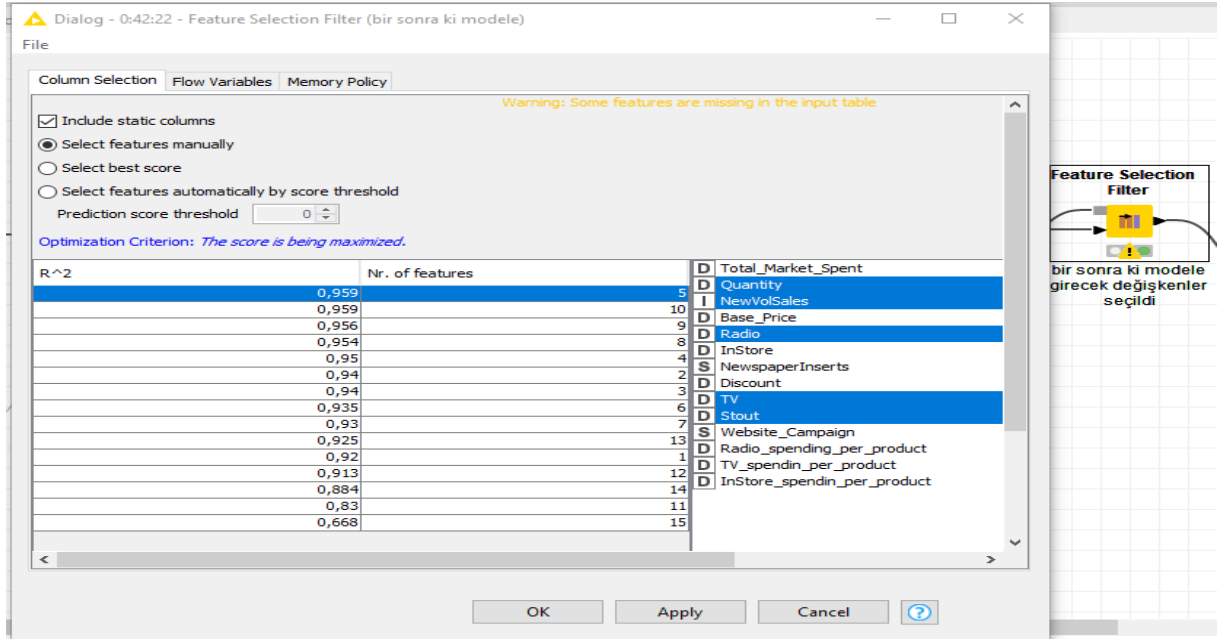 Dialog - 0:42:22 - Feature Selection Filter (bir sonra ki modele)
File
Column Selection Flow Variables Memory Policy
Warning: Some features are missing in the input table
Include static columns
Select features manually
Select best score
Select features automatically by score threshold
Prediction score threshold 0
Optimization Criterion: The score is being maximized.
R^2 Nr. of features
0,959 5
0,959 10
0,956 9
0,954 8
0,95 4
0,94 2
0,94 3
0,935 6
0,93 7
0,925 13
0,92 1
0,913 12
0,884 14
0,83 11
0,668 15
D Total_Market_Spent
D Quantity
I NewVolSales
D Base_Price
D Radio
D InStore
S NewspaperInserts
D Discount
D TV
D Stout
S Website_Campaign
D Radio_spending_per_product
D TV_spendin_per_product
D InStore_spendin_per_product
OK Apply Cancel ?
Feature Selection
Filter
bir sonra ki modele
girecek değişkenler
seçildi